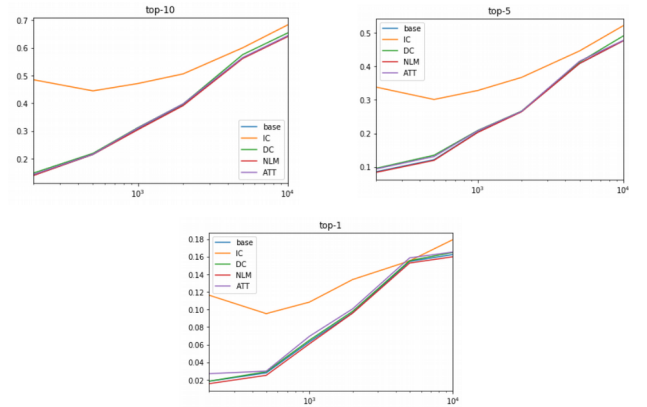 top-10
0.7
0.6
0.5
0.4
0.3
0.2
10³
10⁴
base
IC
DC
NLM
ATT
top-5
0.5
0.4
0.3
0.2
0.1
10³
10⁴
base
IC
DC
NLM
ATT
top-1
0.18
0.16
0.14
0.12
0.10
0.08
0.06
0.04
0.02
10³
10⁴
base
IC
DC
NLM
ATT